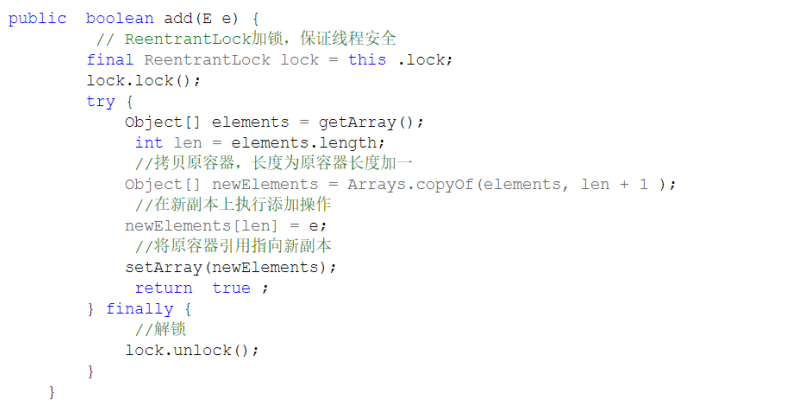 public  boolean add(E e) {
// ReentrantLock加锁，保证线程安全
final ReentrantLock lock = this .lock;
lock.lock();
try {
Object[] elements = getArray();
int len = elements.length;
//拷贝原容器，长度为原容器长度加一
Object[] newElements = Arrays.copyOf(elements, len + 1 );
//在新副本上执行添加操作
newElements[len] = e;
//将原容器引用指向新副本
setArray(newElements);
return  true ;
} finally {
//解锁
lock.unlock();
}
}